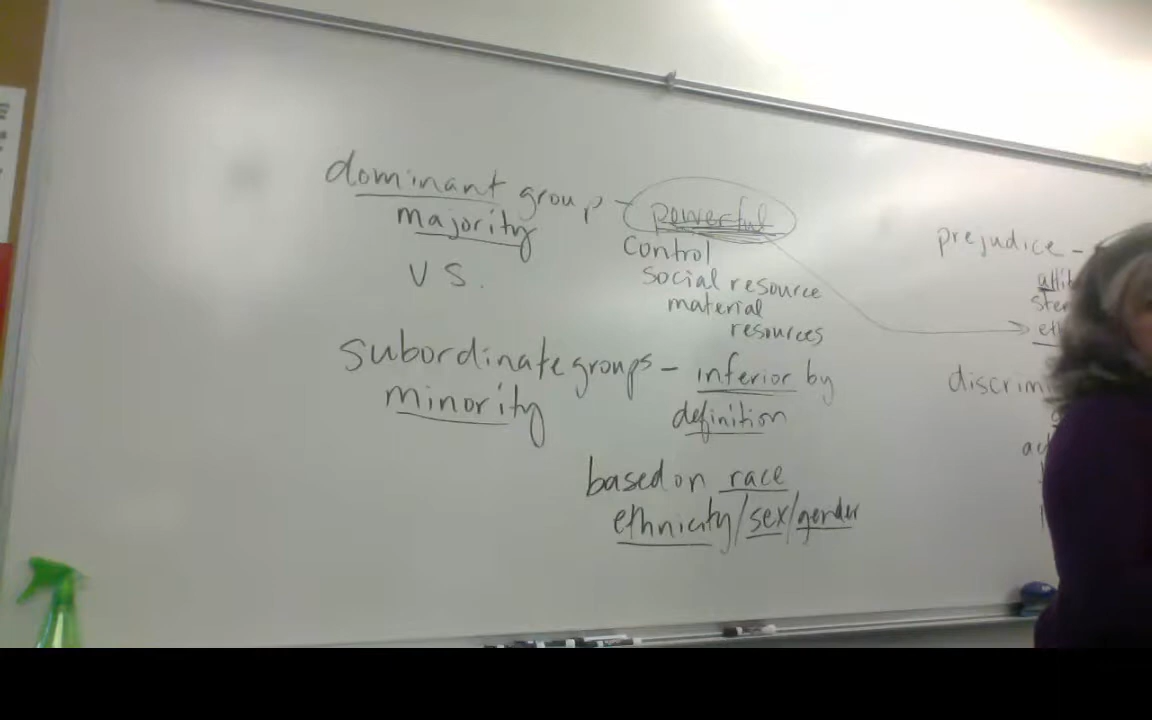 dominant group - powerful
majority
control
social resource
material
resources
vs.
subordinate groups - inferior by
minority
definition
based on race
ethnicity/sex/gender
prejudice -